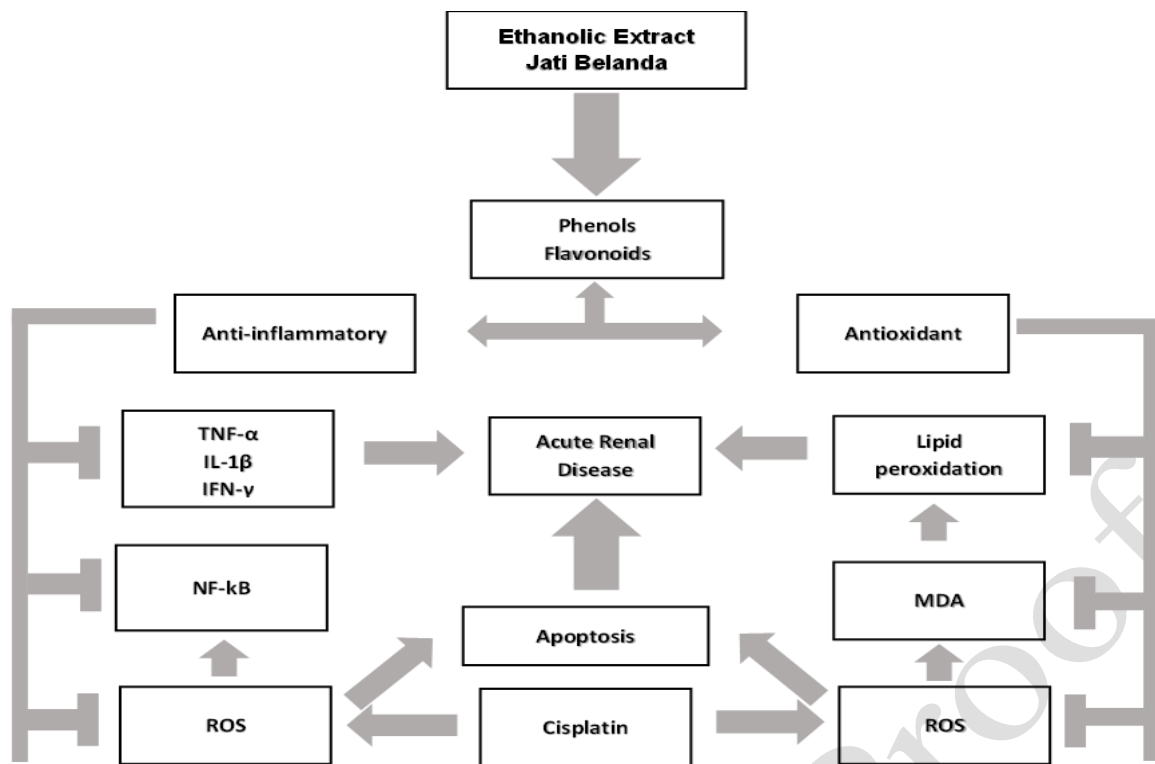 Ethanolic Extract
Jati Belanda
Phenols
Flavonoids
Anti-inflammatory
Antioxidant
TNF-α
IL-1β
IFN-γ
Acute Renal
Disease
Lipid
peroxidation
NF-kB
MDA
Apoptosis
ROS
Cisplatin
ROS
Proof